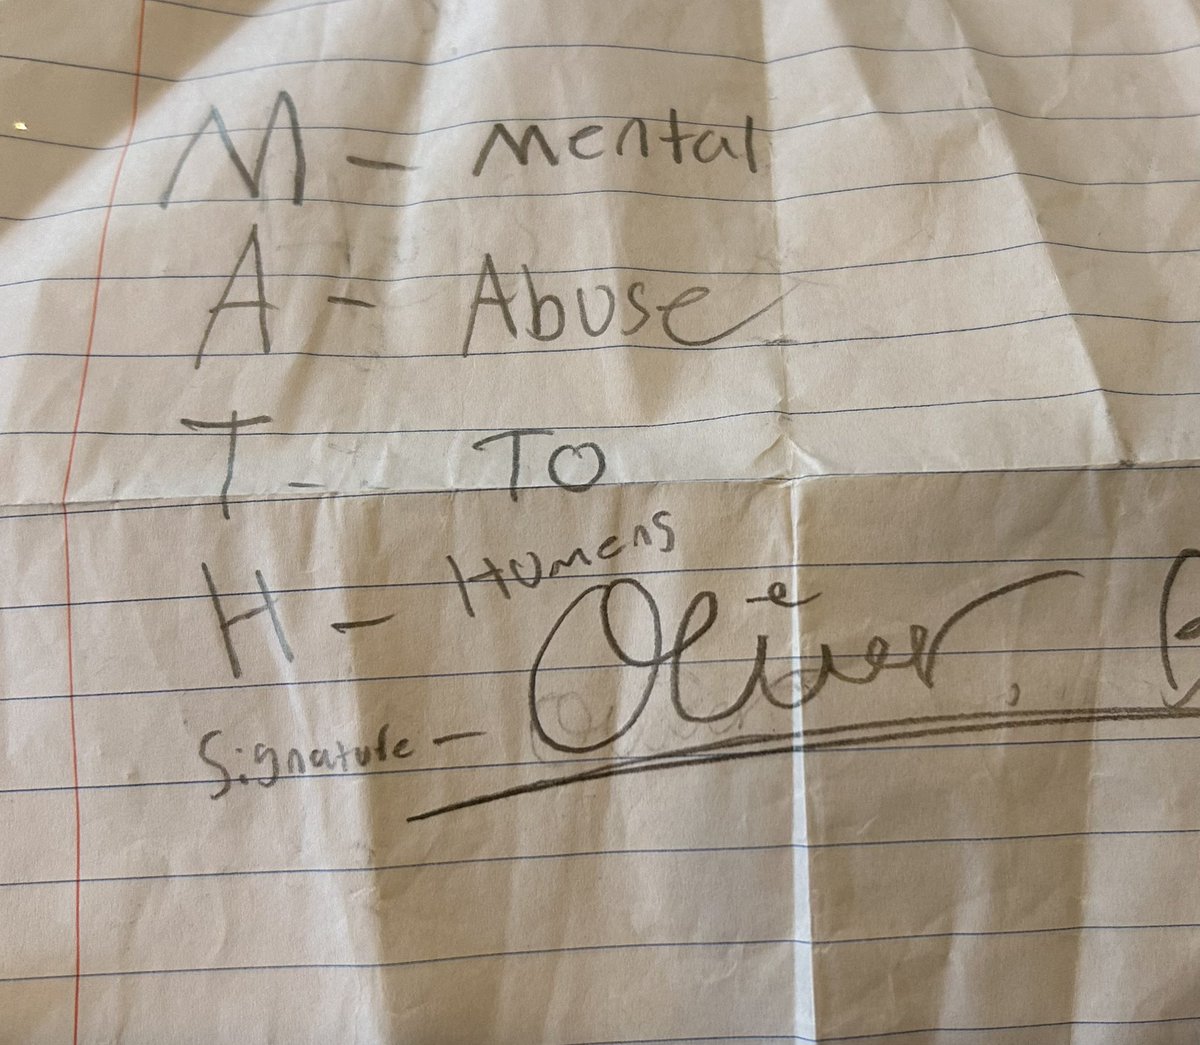 M - Mental
A - Abuse
T - To
H - Humens
Signature - Oliver.